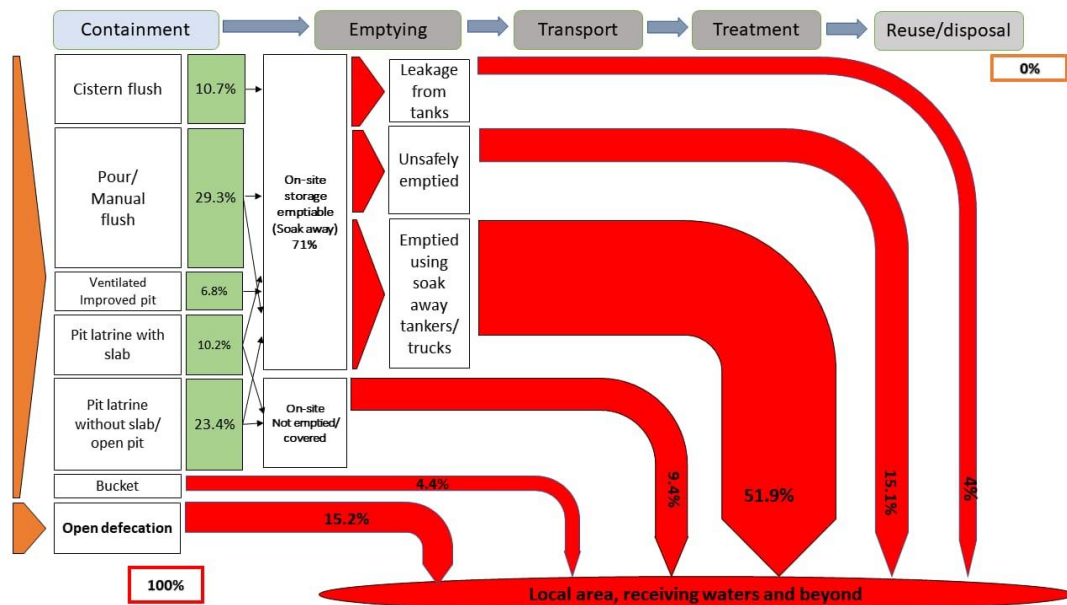 Containment
Emptying
Transport
Treatment
Reuse/disposal
0%
Cistern flush
10.7%
Pour/
Manual
flush
29.3%
Ventilated
Improved pit
6.8%
Pit latrine with
slab
10.2%
Pit latrine
without slab/
open pit
23.4%
Bucket
4.4%
Open defecation
15.2%
On-site
storage
emptiable
(Soak away)
71%
On-site
Not emptied/
covered
Leakage
from
tanks
Unsafely
emptied
Emptied
using
soak
away
tankers/
trucks
9.4%
51.9%
15.1%
4%
100%
Local area, receiving waters and beyond